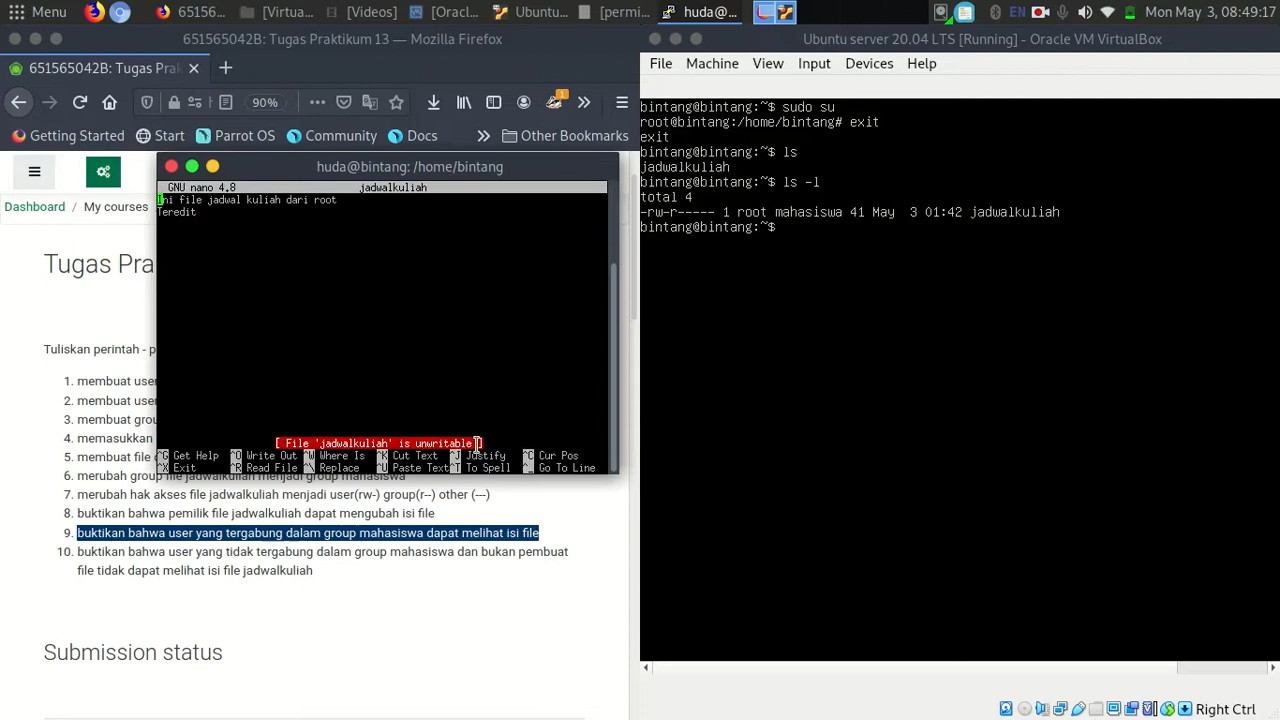 Menu
65156...
[Virtua...
[Videos]
[Orac...
Ubuntu...
[permi...
huda@...
EN
Mon May 3, 08:49:17
651565042B: Tugas Praktikum 13 — Mozilla Firefox
651565042B: Tugas Prak
90%
1
Getting Started
Start
Parrot OS
Community
Docs
Other Bookmarks
Dashboard / My courses
Tugas Pra
Tuliskan perintah - p
1. membuat user
2. membuat user
3. membuat grou
4. memasukkan
5. membuat file
6. merubah group file jadwalkuliah menjadi group mahasiswa
7. merubah hak akses file jadwalkuliah menjadi user(rw-) group(r--) other (---)
8. buktikan bahwa pemilik file jadwalkuliah dapat mengubah isi file
9. buktikan bahwa user yang tergabung dalam group mahasiswa dapat melihat isi file
10. buktikan bahwa user yang tidak tergabung dalam group mahasiswa dan bukan pembuat
file tidak dapat melihat isi file jadwalkuliah
Submission status
huda@bintang: /home/bintang
GNU nano 4.8 jadwalkuliah
Ini file jadwal kuliah dari root
Teredit
[ File 'jadwalkuliah' is unwritable ]
^G Get Help ^O Write Out ^W Where Is ^K Cut Text ^J Justify ^C Cur Pos
^X Exit ^R Read File ^\ Replace ^U Paste Text ^T To Spell ^_ Go To Line
Ubuntu server 20.04 LTS [Running] - Oracle VM VirtualBox
File Machine View Input Devices Help
bintang@bintang:~$ sudo su
root@bintang:/home/bintang# exit
exit
bintang@bintang:~$ ls
jadwalkuliah
bintang@bintang:~$ ls -l
total 4
-rw-r----- 1 root mahasiswa 41 May  3 01:42 jadwalkuliah
bintang@bintang:~$
Right Ctrl